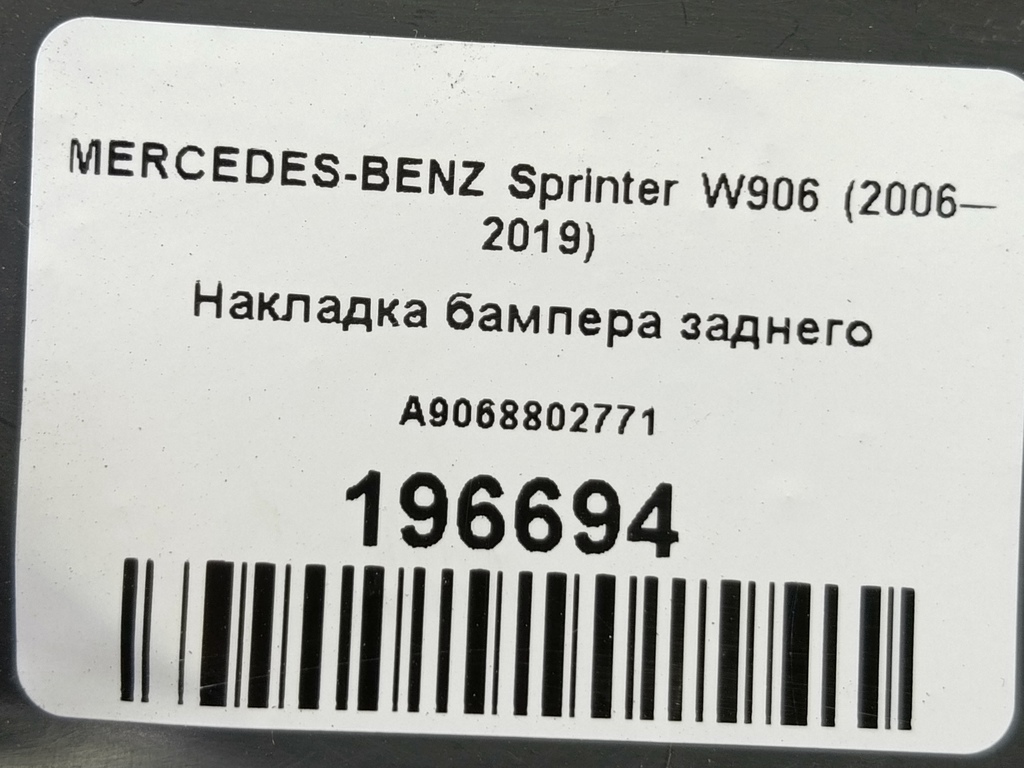 MERCEDES-BENZ Sprinter W906 (2006—
2019)
Накладка бампера заднего
A9068802771
196694